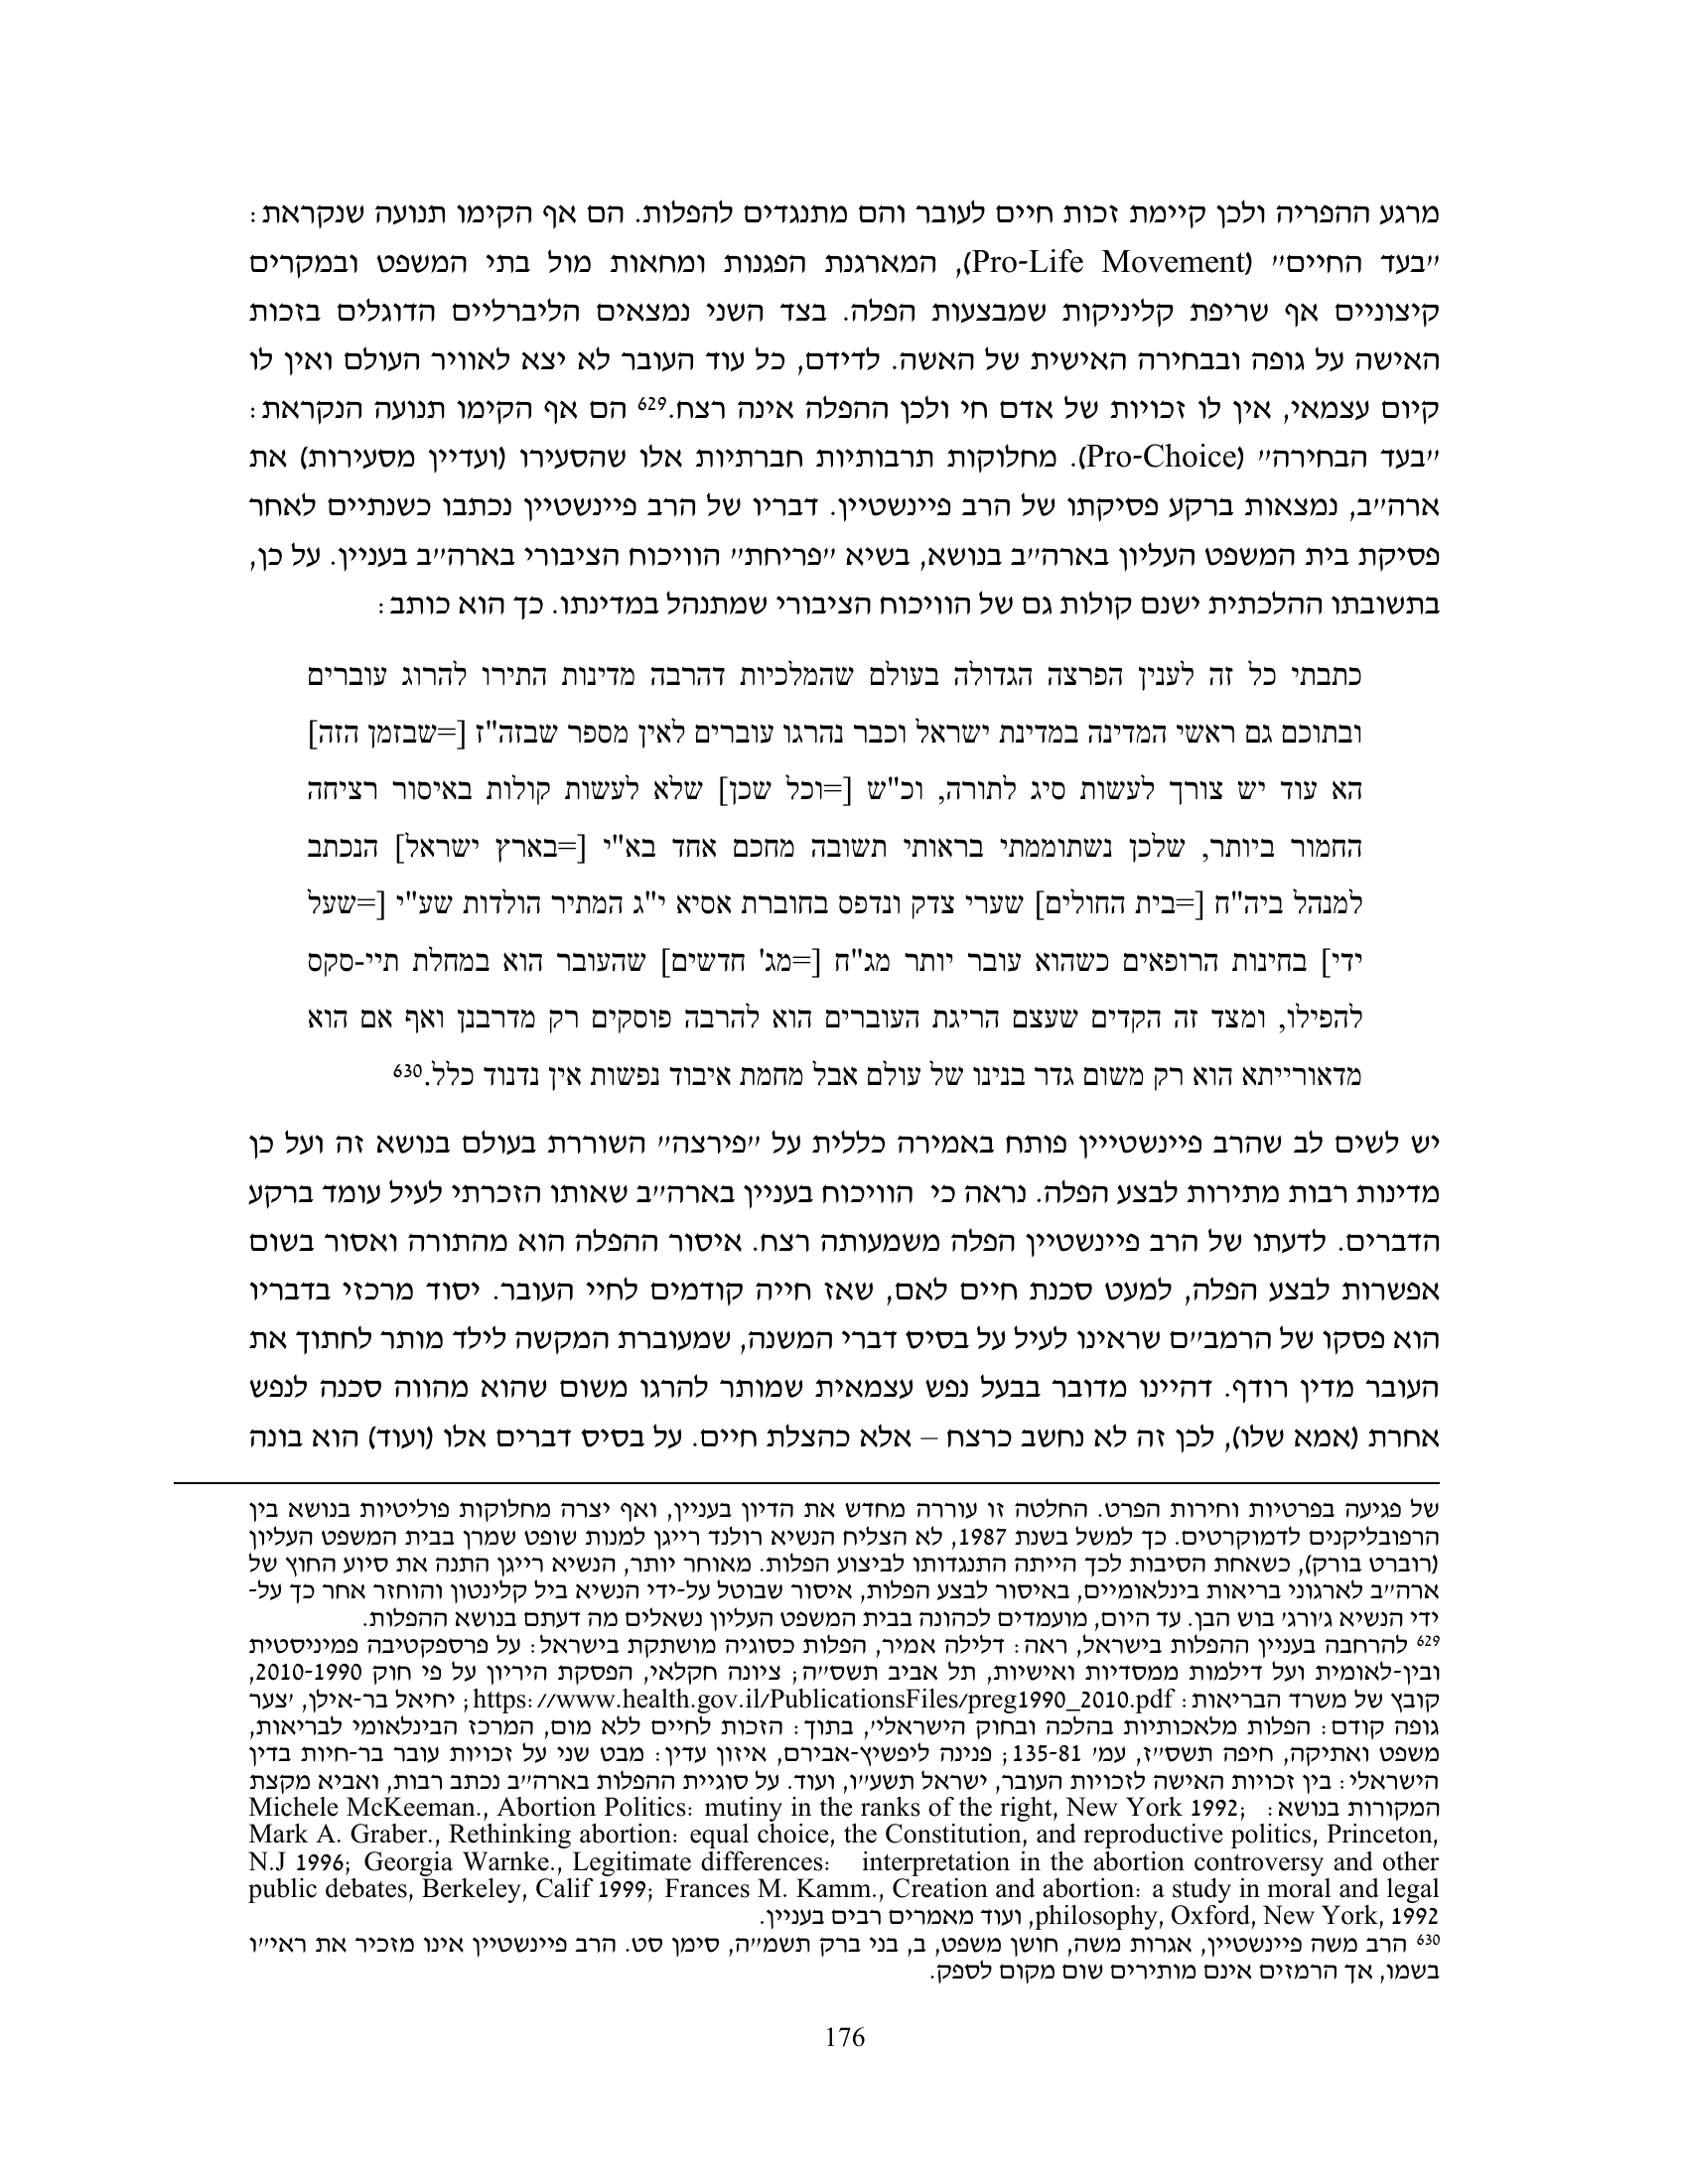 מרגע ההפריה ולכן קיימת זכות חיים לעובר והם מתנגדים להפלות. הם אף הקימו תנועה שנקראת:
״בעד החיים״ (Pro-Life Movement), המארגנת הפגנות ומחאות מול בתי המשפט ובמקרים
קיצוניים אף שריפת קליניקות שמבצעות הפלה. בצד השני נמצאים הליברליים הדוגלים בזכות
האישה על גופה ובבחירה האישית של האשה. לדידם, כל עוד העובר לא יצא לאוויר העולם ואין לו
קיום עצמאי, אין לו זכויות של אדם חי ולכן ההפלה אינה רצח.629 הם אף הקימו תנועה הנקראת:
״בעד הבחירה״ (Pro-Choice). מחלוקות תרבותיות חברתיות אלו שהסעירו (ועדיין מסעירות) את
ארה״ב, נמצאות ברקע פסיקתו של הרב פיינשטיין. דבריו של הרב פיינשטיין נכתבו כשנתיים לאחר
פסיקת בית המשפט העליון בארה״ב בנושא, בשיא ״פריחת״ הוויכוח הציבורי בארה״ב בעניין. על כן,
בתשובתו ההלכתית ישנם קולות גם של הוויכוח הציבורי שמתנהל במדינתו. כך הוא כותב:
כתבתי כל זה לענין הפרצה הגדולה בעולם שהמלכיות דהרבה מדינות התירו להרוג עוברים
ובתוכם גם ראשי המדינה במדינת ישראל וכבר נהרגו עוברים לאין מספר שבזה"ז [=שבזמן הזה]
הא עוד יש צורך לעשות סיג לתורה, וכ"ש [=וכל שכן] שלא לעשות קולות באיסור רציחה
החמור ביותר, שלכן נשתוממתי בראותי תשובה מחכם אחד בא"י [=בארץ ישראל] הנכתב
למנהל ביה"ח [=בית החולים] שערי צדק ונדפס בחוברת אסיא י"ג המתיר הולדות שע"י [=שעל
ידי] בחינות הרופאים כשהוא עובר יותר מג"ח [=מג' חדשים] שהעובר הוא במחלת תיי-סקס
להפילו, ומצד זה הקדים שעצם הריגת העוברים הוא להרבה פוסקים רק מדרבנן ואף אם הוא
מדאורייתא הוא רק משום גדר בנינו של עולם אבל מחמת איבוד נפשות אין נדנוד כלל.630
יש לשים לב שהרב פיינשטייין פותח באמירה כללית על ״פירצה״ השוררת בעולם בנושא זה ועל כן
מדינות רבות מתירות לבצע הפלה. נראה כי הוויכוח בעניין בארה״ב שאותו הזכרתי לעיל עומד ברקע
הדברים. לדעתו של הרב פיינשטיין הפלה משמעותה רצח. איסור ההפלה הוא מהתורה ואסור בשום
אפשרות לבצע הפלה, למעט סכנת חיים לאם, שאז חייה קודמים לחיי העובר. יסוד מרכזי בדבריו
הוא פסקו של הרמב״ם שראינו לעיל על בסיס דברי המשנה, שמעוברת המקשה לילד מותר לחתוך את
העובר מדין רודף. דהיינו מדובר בבעל נפש עצמאית שמותר להרגו משום שהוא מהווה סכנה לנפש
אחרת (אמא שלו), לכן זה לא נחשב כרצח – אלא כהצלת חיים. על בסיס דברים אלו (ועוד) הוא בונה
של פגיעה בפרטיות וחירות הפרט. החלטה זו עוררה מחדש את הדיון בעניין, ואף יצרה מחלוקות פוליטיות בנושא בין
הרפובליקנים לדמוקרטים. כך למשל בשנת 1987, לא הצליח הנשיא רולנד רייגן למנות שופט שמרן בבית המשפט העליון
(רוברט בורק), כשאחת הסיבות לכך הייתה התנגדותו לביצוע הפלות. מאוחר יותר, הנשיא רייגן התנה את סיוע החוץ של
ארה״ב לארגוני בריאות בינלאומיים, באיסור לבצע הפלות, איסור שבוטל על-ידי הנשיא ביל קלינטון והוחזר אחר כך על-
ידי הנשיא ג׳ורג׳ בוש הבן. עד היום, מועמדים לכהונה בבית המשפט העליון נשאלים מה דעתם בנושא ההפלות.
629 להרחבה בעניין ההפלות בישראל, ראה: דלילה אמיר, הפלות כסוגיה מושתקת בישראל: על פרספקטיבה פמיניסטית
ובין-לאומית ועל דילמות ממסדיות ואישיות, תל אביב תשס״ה; ציונה חקלאי, הפסקת היריון על פי חוק 2010-1990,
קובץ של משרד הבריאות: https://www.health.gov.il/PublicationsFiles/preg1990_2010.pdf; יחיאל בר-אילן, ׳צער
גופה קודם: הפלות מלאכותיות בהלכה ובחוק הישראלי׳, בתוך: הזכות לחיים ללא מום, המרכז הבינלאומי לבריאות,
משפט ואתיקה, חיפה תשס״ז, עמ׳ 135-81; פנינה ליפשיץ-אבירם, איזון עדין: מבט שני על זכויות עובר בר-חיות בדין
הישראלי: בין זכויות האישה לזכויות העובר, ישראל תשע״ו, ועוד. על סוגיית ההפלות בארה״ב נכתב רבות, ואביא מקצת
המקורות בנושא: Michele McKeeman., Abortion Politics: mutiny in the ranks of the right, New York 1992;
Mark A. Graber., Rethinking abortion: equal choice, the Constitution, and reproductive politics, Princeton,
N.J 1996; Georgia Warnke., Legitimate differences: interpretation in the abortion controversy and other
public debates, Berkeley, Calif 1999; Frances M. Kamm., Creation and abortion: a study in moral and legal
philosophy, Oxford, New York, 1992, ועוד מאמרים רבים בעניין.
630 הרב משה פיינשטיין, אגרות משה, חושן משפט, ב, בני ברק תשמ״ה, סימן סט. הרב פיינשטיין אינו מזכיר את ראי״ו
בשמו, אך הרמזים אינם מותירים שום מקום לספק.
176